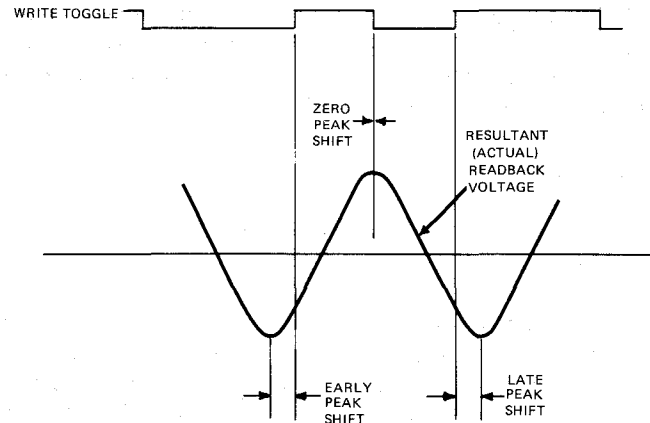 WRITE TOGGLE
ZERO
PEAK
SHIFT
RESULTANT
(ACTUAL)
READBACK
VOLTAGE
EARLY
PEAK
SHIFT
LATE
PEAK
SHIFT